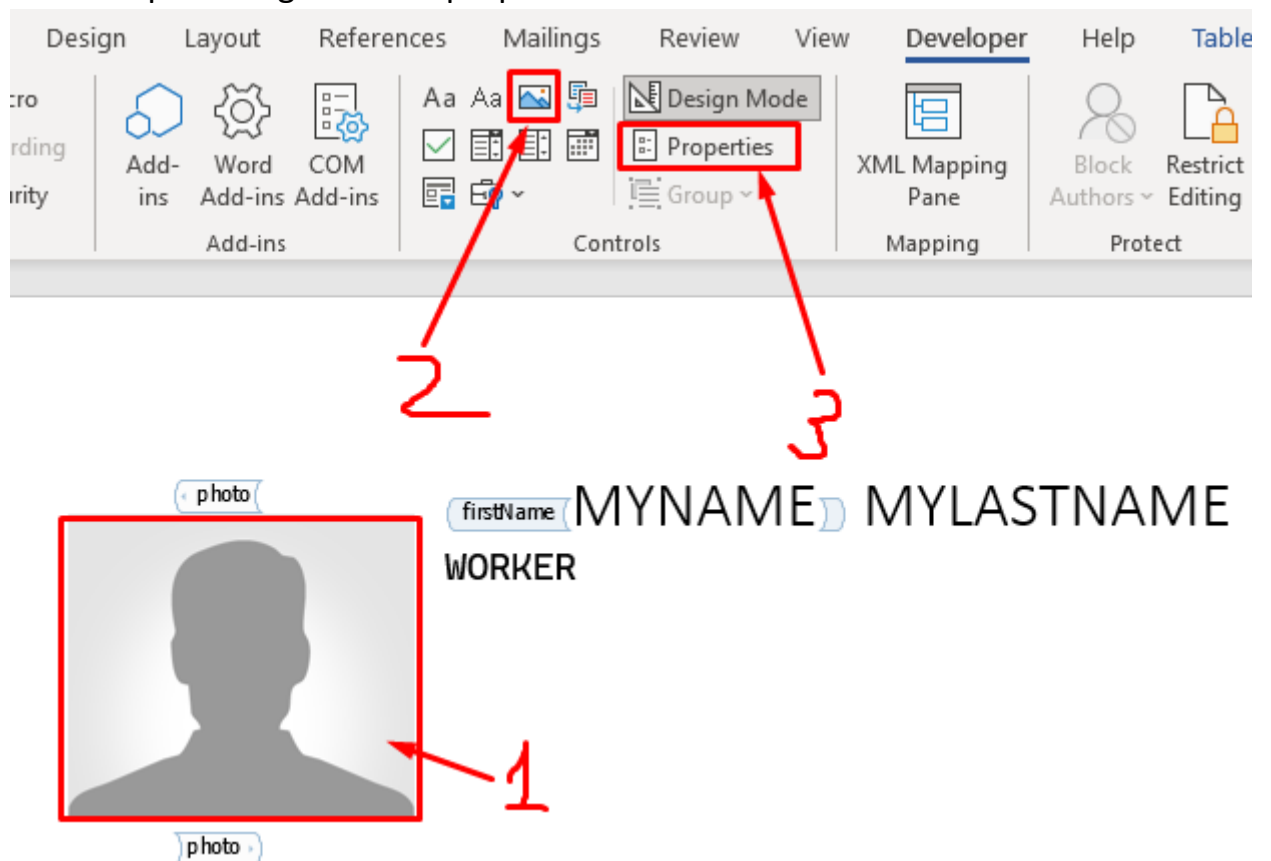 Design Layout References Mailings Review View Developer Help Table
Aa Aa Design Mode
Properties
Group
Add-ins
Word Add-ins
COM Add-ins
XML Mapping Pane
Block Authors
Restrict Editing
Add-ins Controls Mapping Protect
2
3
photo
firstName MYNAME MYLASTNAME
WORKER
1
photo